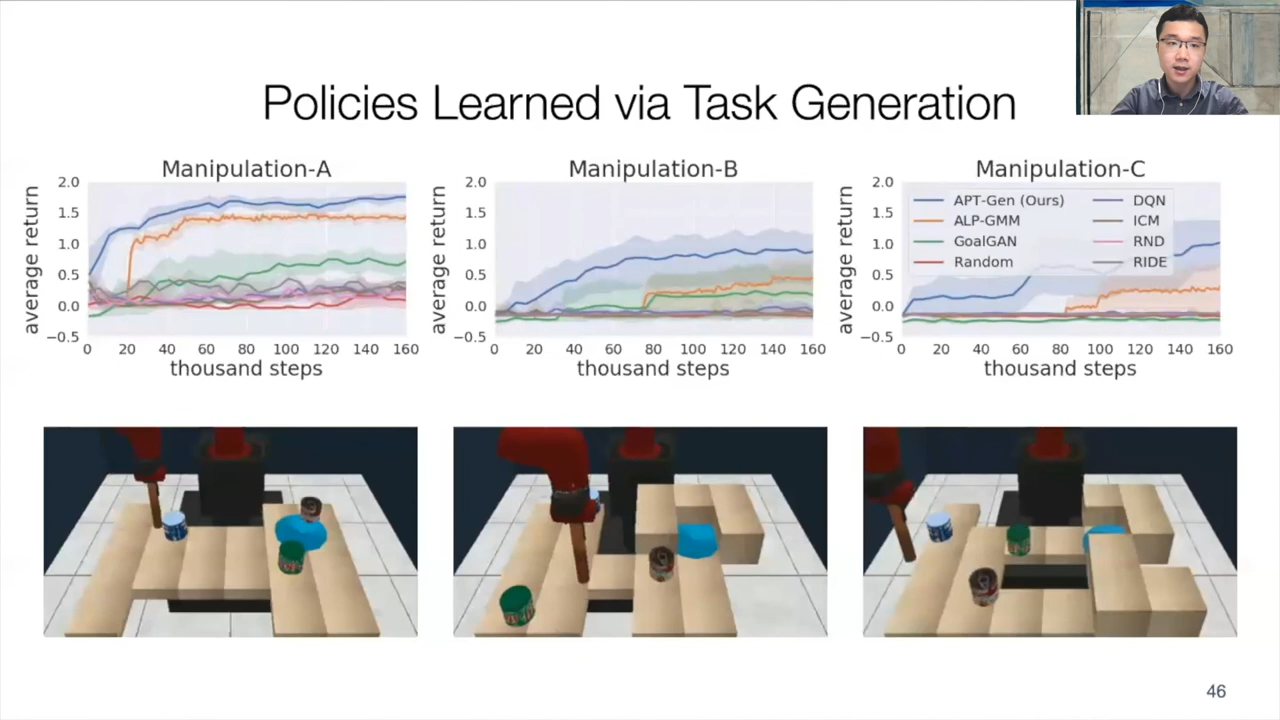 Policies Learned via Task Generation
Manipulation-A
2.0
1.5
1.0
0.5
0.0
−0.5
average return
0 20 40 60 80 100 120 140 160
thousand steps
Manipulation-B
2.0
1.5
1.0
0.5
0.0
−0.5
average return
0 20 40 60 80 100 120 140 160
thousand steps
Manipulation-C
2.0
1.5
1.0
0.5
0.0
−0.5
average return
APT-Gen (Ours)
ALP-GMM
GoalGAN
Random
DQN
ICM
RND
RIDE
0 20 40 60 80 100 120 140 160
thousand steps
46